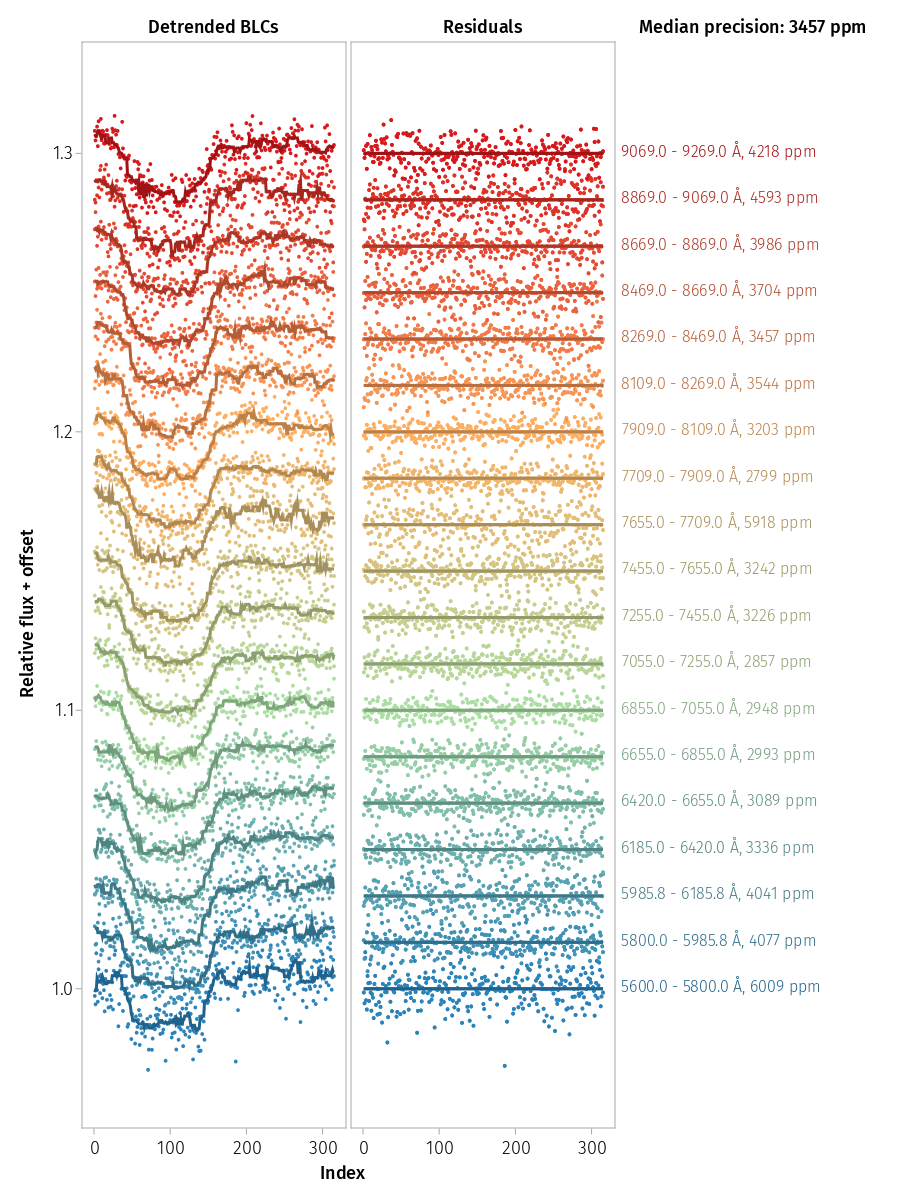 Detrended BLCs
Residuals
Median precision: 3457 ppm
1.3
1.2
1.1
1.0
Relative flux + offset
9069.0 - 9269.0 Å, 4218 ppm
8869.0 - 9069.0 Å, 4593 ppm
8669.0 - 8869.0 Å, 3986 ppm
8469.0 - 8669.0 Å, 3704 ppm
8269.0 - 8469.0 Å, 3457 ppm
8109.0 - 8269.0 Å, 3544 ppm
7909.0 - 8109.0 Å, 3203 ppm
7709.0 - 7909.0 Å, 2799 ppm
7655.0 - 7709.0 Å, 5918 ppm
7455.0 - 7655.0 Å, 3242 ppm
7255.0 - 7455.0 Å, 3226 ppm
7055.0 - 7255.0 Å, 2857 ppm
6855.0 - 7055.0 Å, 2948 ppm
6655.0 - 6855.0 Å, 2993 ppm
6420.0 - 6655.0 Å, 3089 ppm
6185.0 - 6420.0 Å, 3336 ppm
5985.8 - 6185.8 Å, 4041 ppm
5800.0 - 5985.8 Å, 4077 ppm
5600.0 - 5800.0 Å, 6009 ppm
0 100 200 300
0 100 200 300
Index